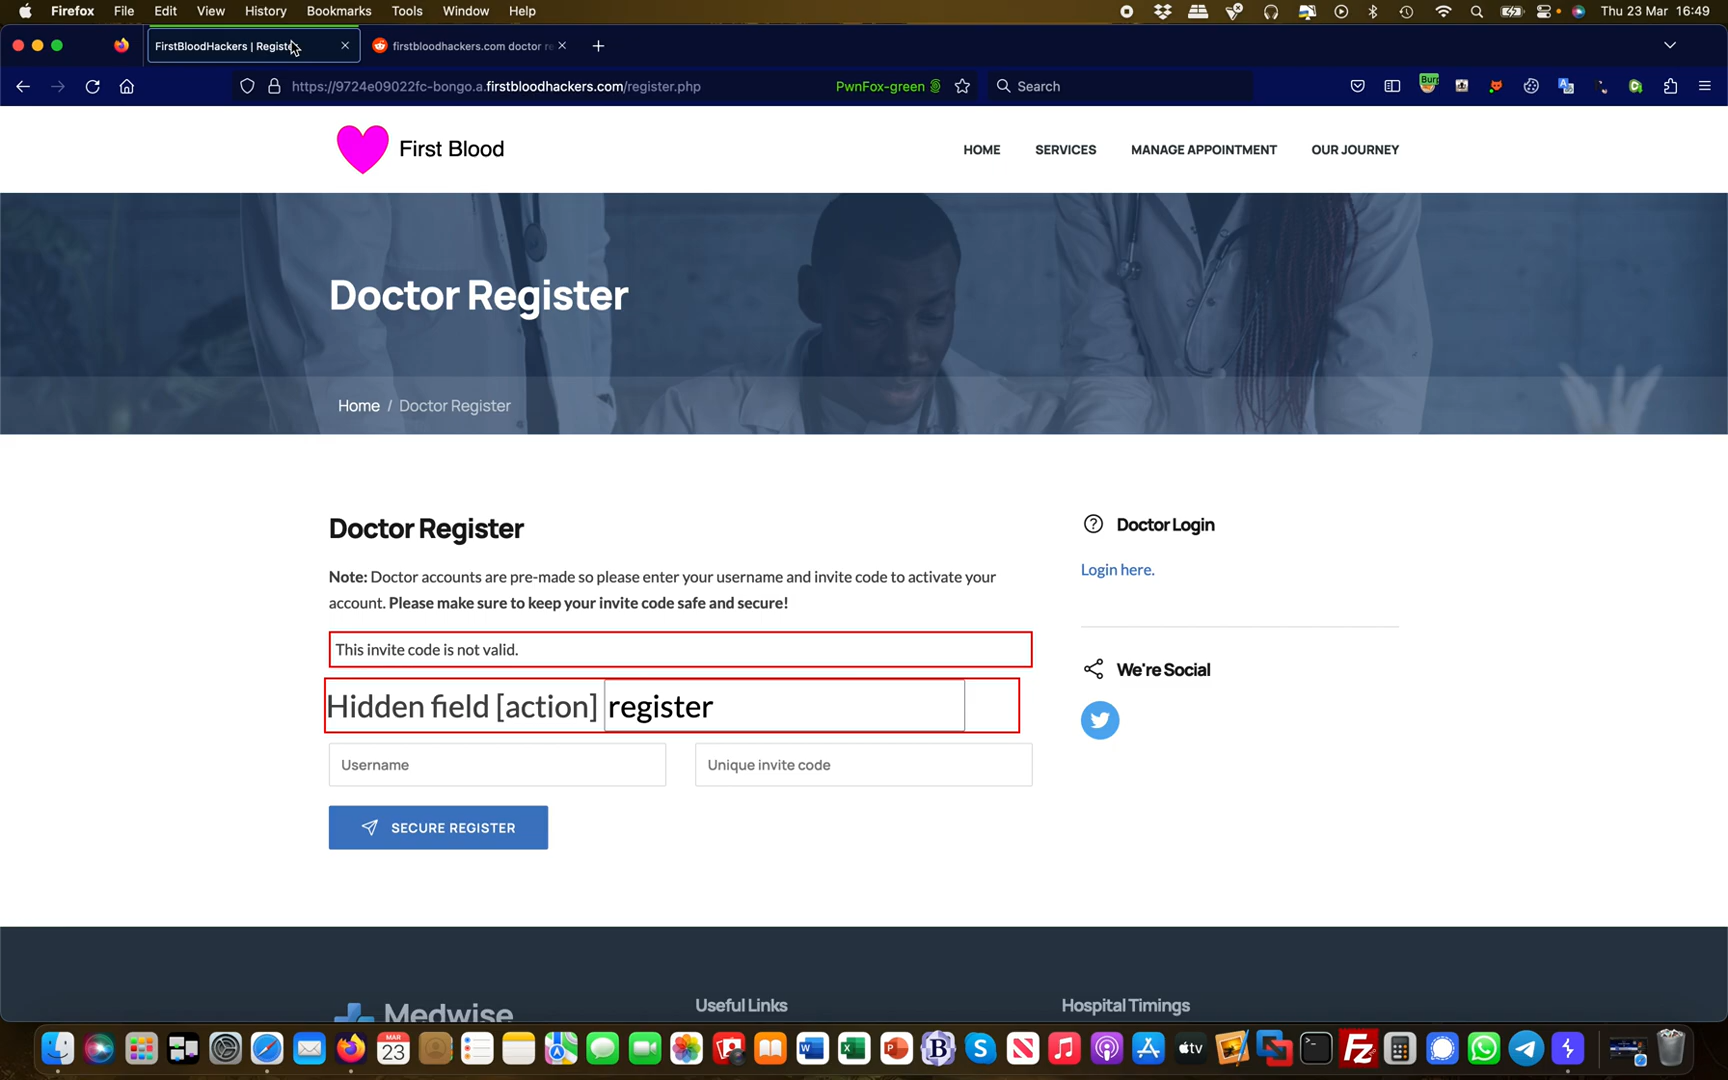 Firefox File Edit View History Bookmarks Tools Window Help Thu 23 Mar 16:49
FirstBloodHackers | Registe firstbloodhackers.com doctor re
https://9724e09022fc-bongo.a.firstbloodhackers.com/register.php PwnFox-green Search Burp
First Blood HOME SERVICES MANAGE APPOINTMENT OUR JOURNEY
Doctor Register
Home / Doctor Register
Doctor Register
Note: Doctor accounts are pre-made so please enter your username and invite code to activate your
account. Please make sure to keep your invite code safe and secure!
This invite code is not valid.
Hidden field [action] register
Username Unique invite code
SECURE REGISTER
Doctor Login
Login here.
We're Social
Medwise Useful Links Hospital Timings
MAR
23